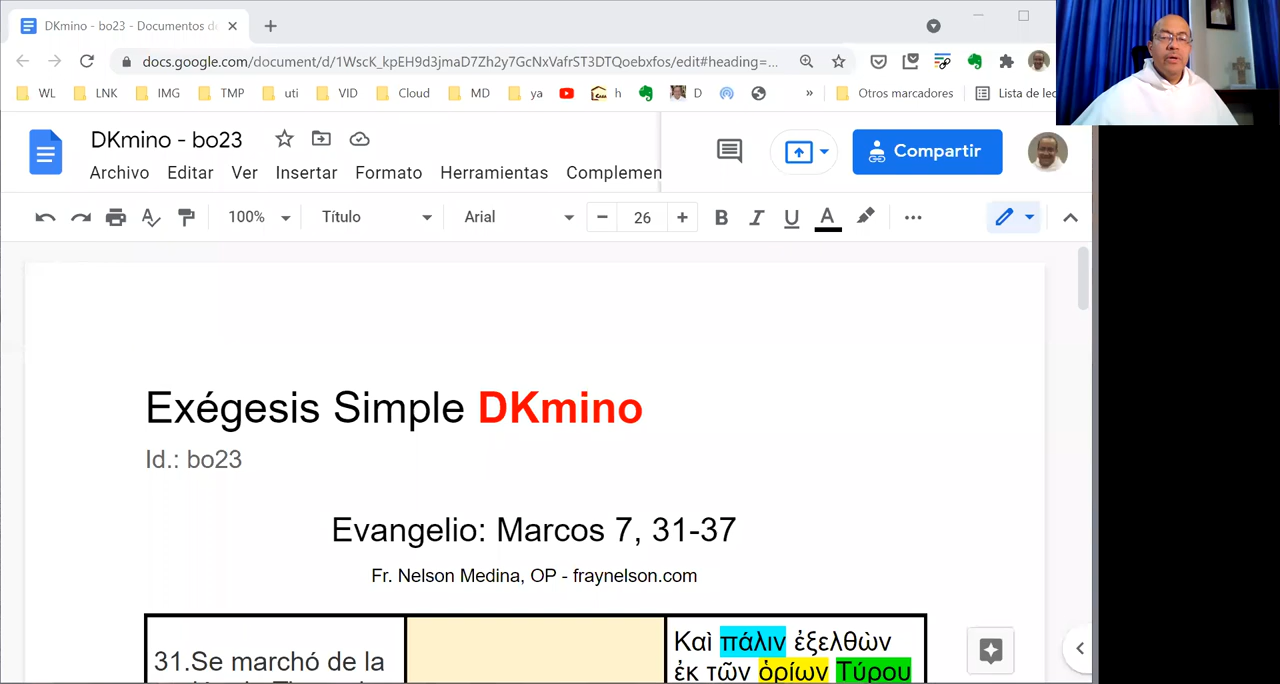 DKmino - bo23 - Documentos de
docs.google.com/document/d/1WscK_kpEH9d3jmaD7Zh2y7GcNxVafrST3DTQoebxfos/edit#heading=...
WL LNK IMG TMP uti VID Cloud MD ya h D » Otros marcadores Lista de lec
DKmino - bo23
Compartir
Archivo Editar Ver Insertar Formato Herramientas Complemen
100% Título Arial − 26 + B I U A ...
Exégesis Simple DKmino
Id.: bo23
Evangelio: Marcos 7, 31-37
Fr. Nelson Medina, OP - fraynelson.com
31.Se marchó de la
Καὶ πάλιν ἐξελθὼν
ἐκ τῶν ὁρίων Τύρου